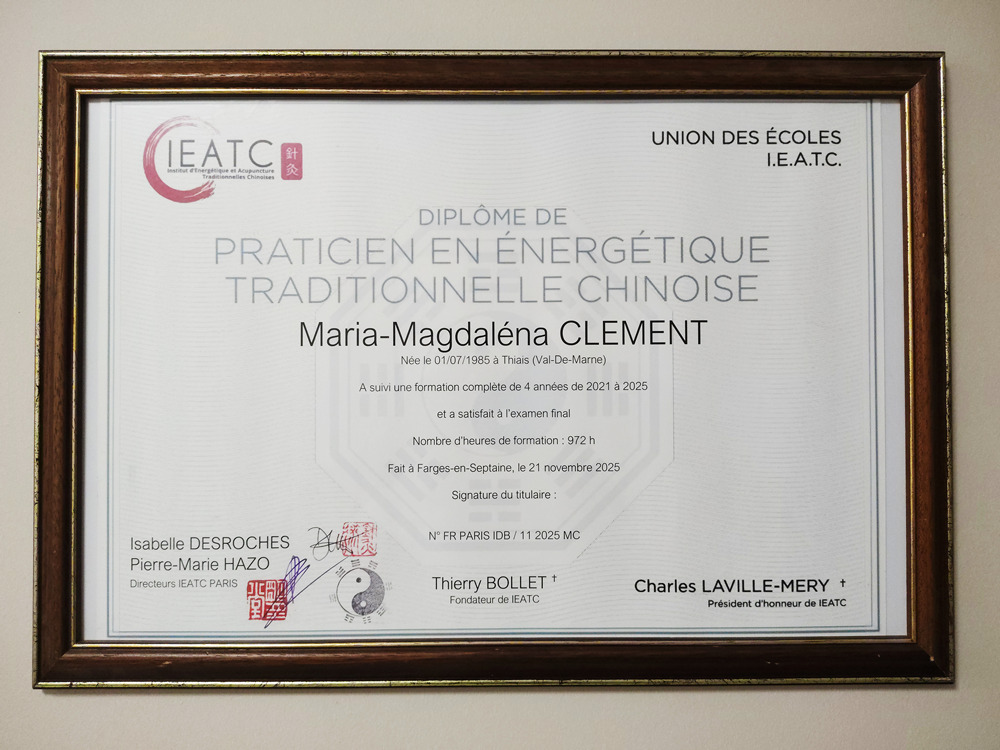 IEATC
Institut d'Énergétique et Acupuncture
Traditionnelles Chinoises
針灸
UNION DES ÉCOLES
I.E.A.T.C.
DIPLÔME DE
PRATICIEN EN ÉNERGÉTIQUE
TRADITIONNELLE CHINOISE
Maria-Magdaléna CLEMENT
Née le 01/07/1985 à Thiais (Val-De-Marne)
A suivi une formation complète de 4 années de 2021 à 2025
et a satisfait à l'examen final
Nombre d'heures de formation : 972 h
Fait à Farges-en-Septaine, le 21 novembre 2025
Signature du titulaire :
N° FR PARIS IDB / 11 2025 MC
Isabelle DESROCHES
Pierre-Marie HAZO
Directeurs IEATC PARIS
Thierry BOLLET †
Fondateur de IEATC
Charles LAVILLE-MERY †
Président d'honneur de IEATC